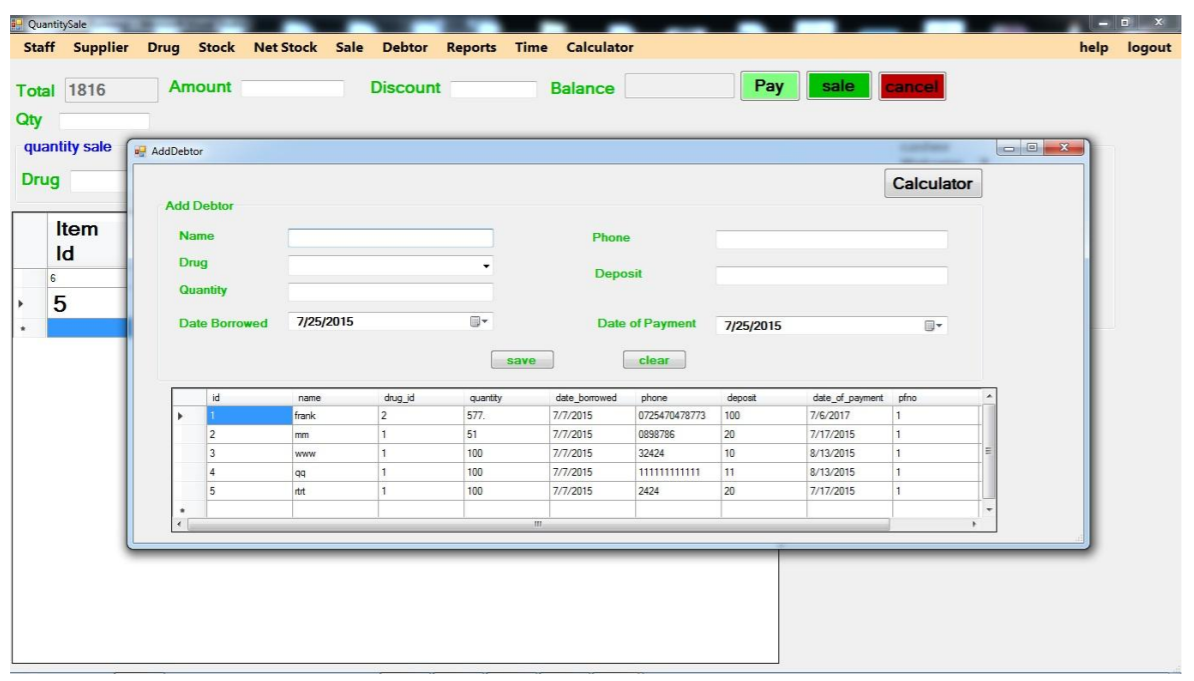 QuantitySale
Staff Supplier Drug Stock Net Stock Sale Debtor Reports Time Calculator help logout
Total 1816 Amount Discount Balance Pay sale cancel
Qty
quantity sale
Drug
Item Id
6
5
AddDebtor
Calculator
Add Debtor
Name Phone
Drug Deposit
Quantity
Date Borrowed 7/25/2015 Date of Payment 7/25/2015
save clear
id name drug_id quantity date_borrowed phone deposit date_of_payment pfno
1 frank 2 577. 7/7/2015 0725470478773 100 7/6/2017 1
2 mm 1 51 7/7/2015 0898786 20 7/17/2015 1
3 www 1 100 7/7/2015 32424 10 8/13/2015 1
4 qq 1 100 7/7/2015 111111111111 11 8/13/2015 1
5 rtrt 1 100 7/7/2015 2424 20 7/17/2015 1